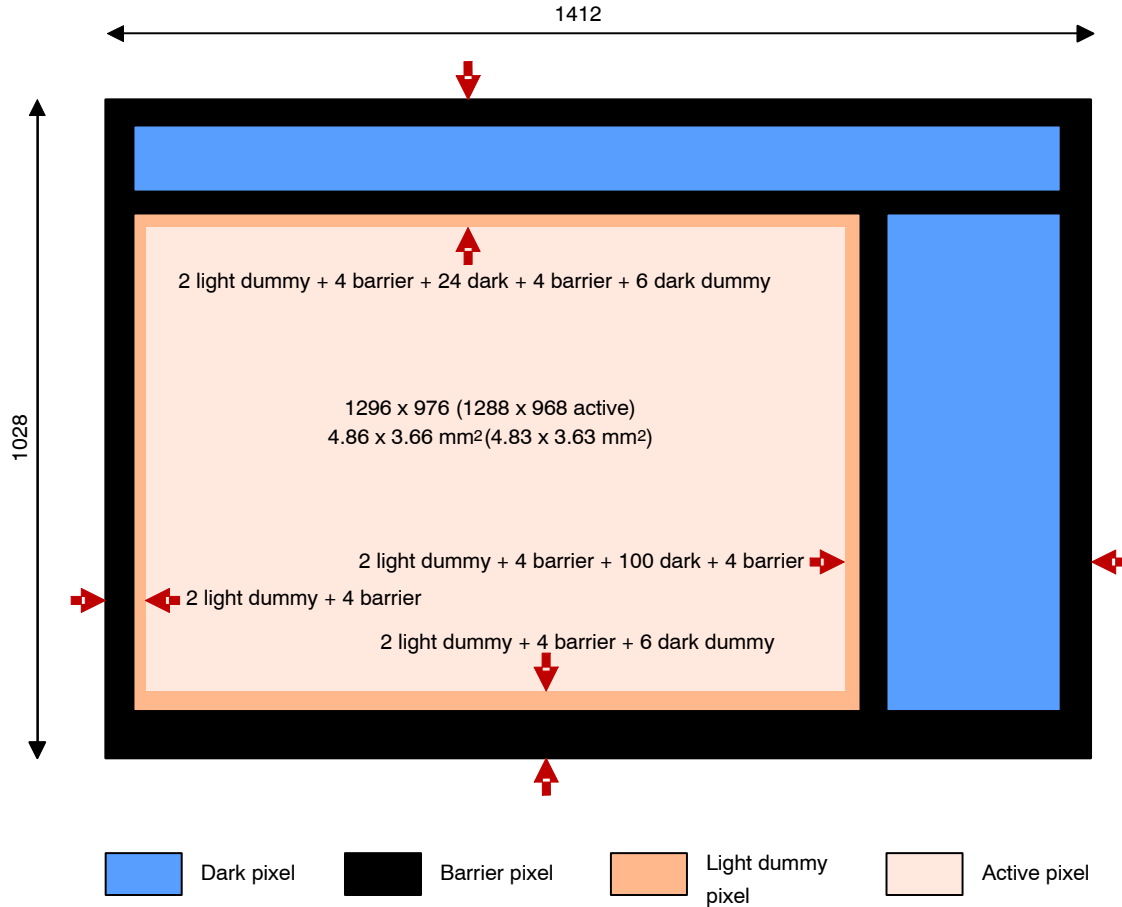 1412
1028
2 light dummy + 4 barrier + 24 dark + 4 barrier + 6 dark dummy
1296 x 976 (1288 x 968 active)
4.86 x 3.66 mm² (4.83 x 3.63 mm²)
2 light dummy + 4 barrier + 100 dark + 4 barrier
2 light dummy + 4 barrier
2 light dummy + 4 barrier + 6 dark dummy
Dark pixel
Barrier pixel
Light dummy
pixel
Active pixel